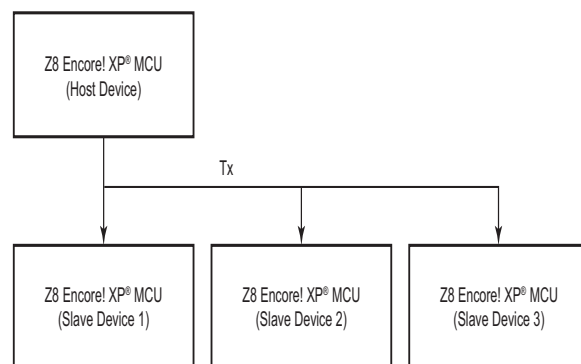 Z8 Encore! XP® MCU
(Host Device)
Tx
Z8 Encore! XP® MCU
(Slave Device 1)
Z8 Encore! XP® MCU
(Slave Device 2)
Z8 Encore! XP® MCU
(Slave Device 3)